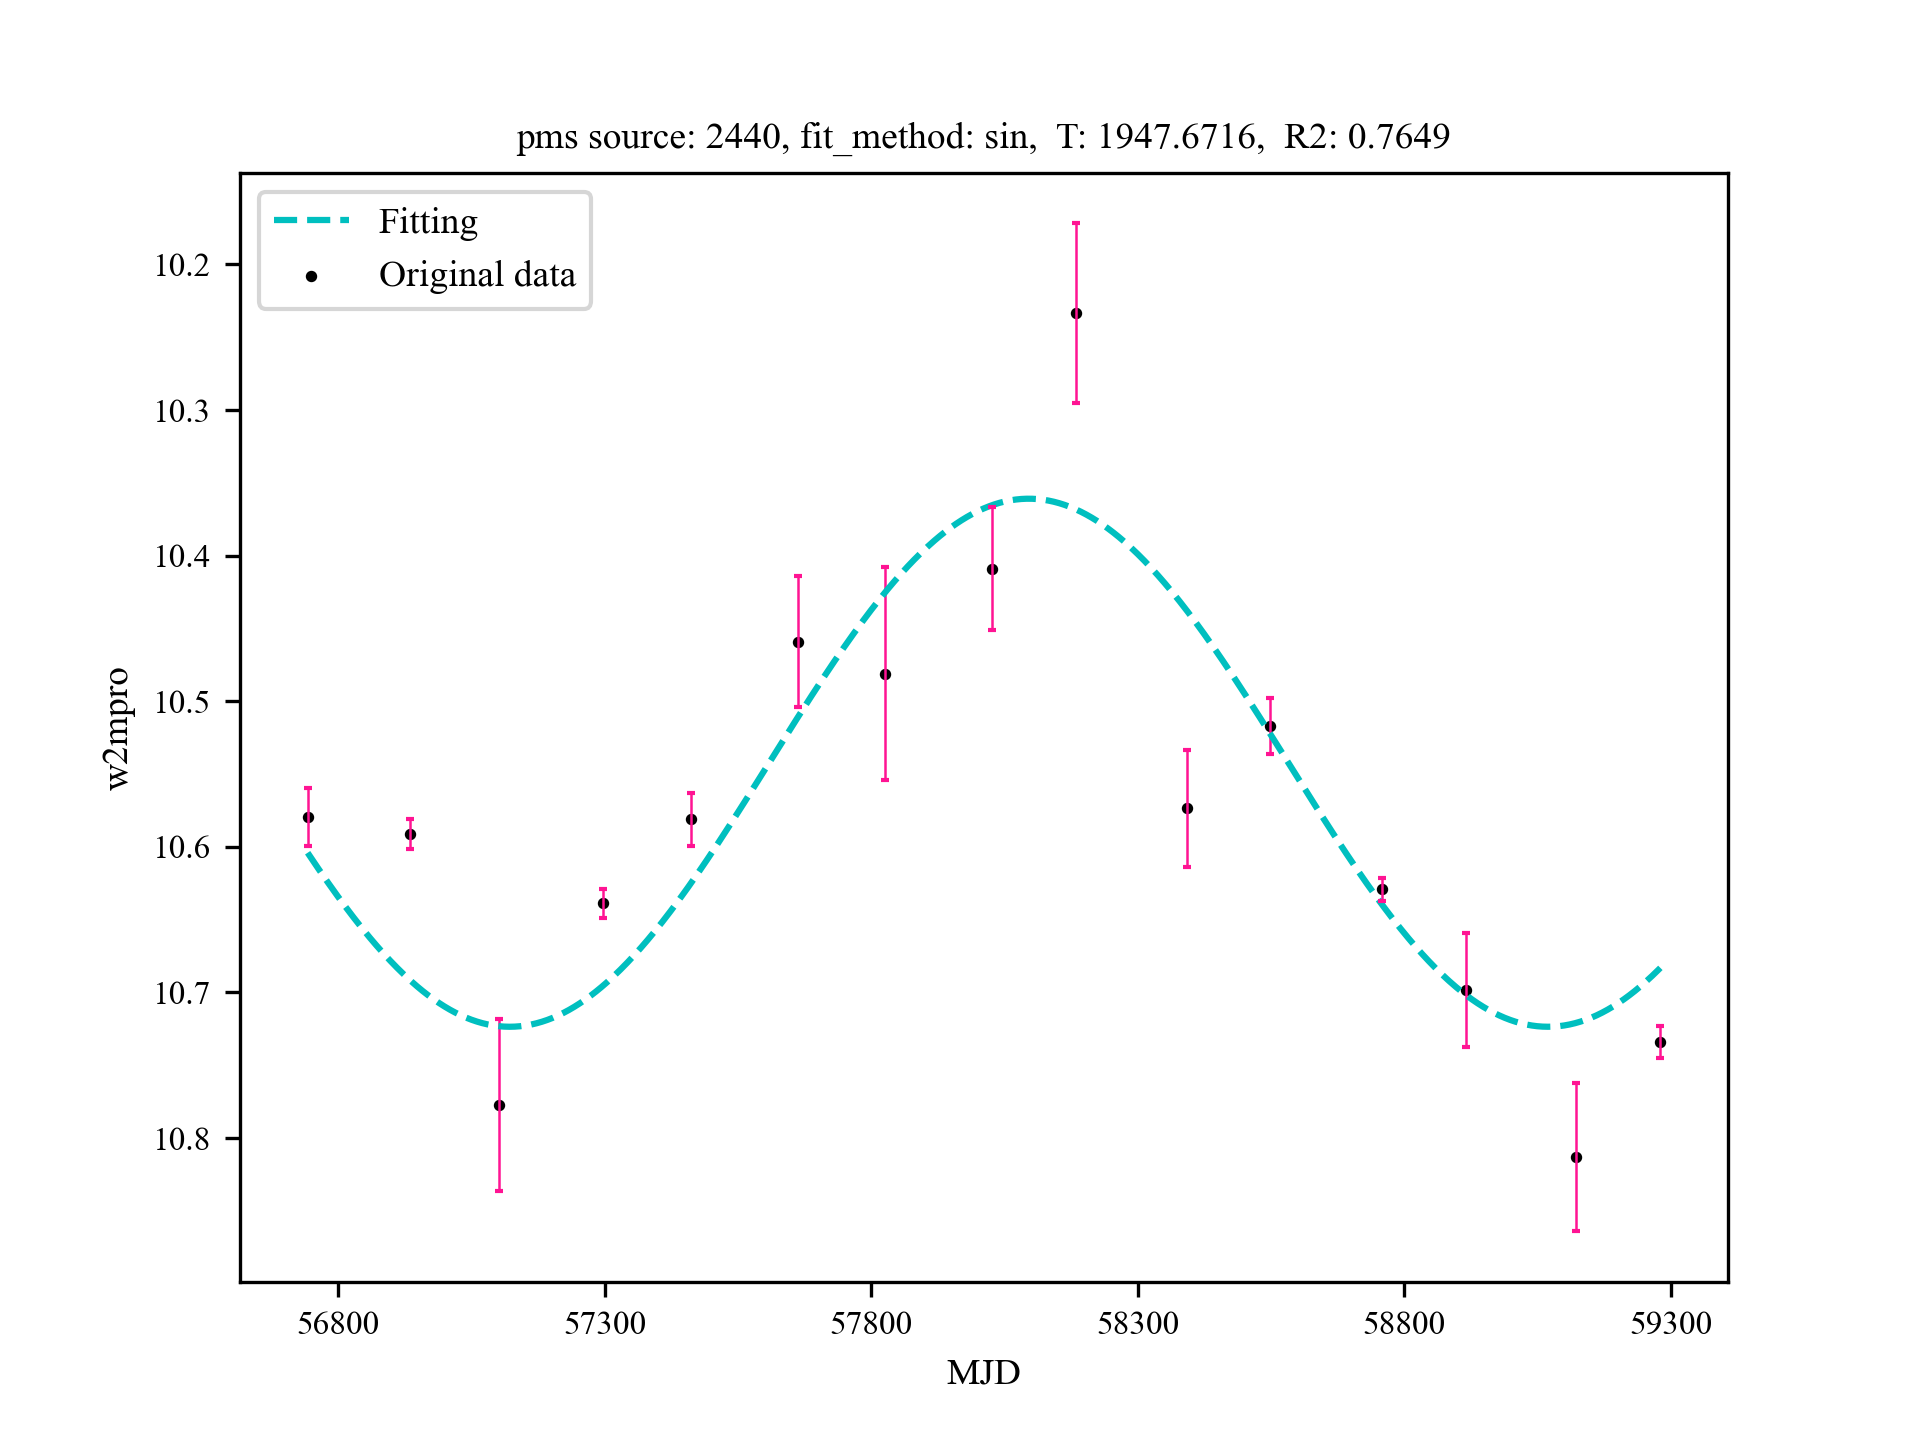 pms source: 2440, fit_method: sin,  T: 1947.6716,  R2: 0.7649
Fitting
Original data
10.2
10.3
10.4
10.5
10.6
10.7
10.8
w2mpro
56800 57300 57800 58300 58800 59300
MJD